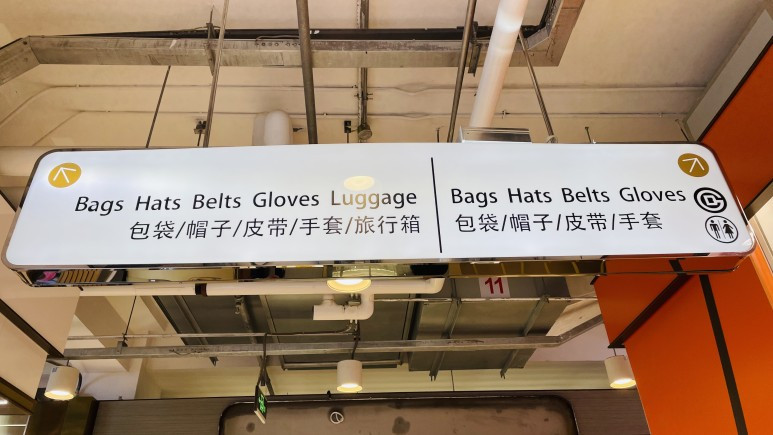 Bags Hats Belts Gloves Luggage
包袋/帽子/皮带/手套/旅行箱
Bags Hats Belts Gloves
包袋/帽子/皮带/手套
11